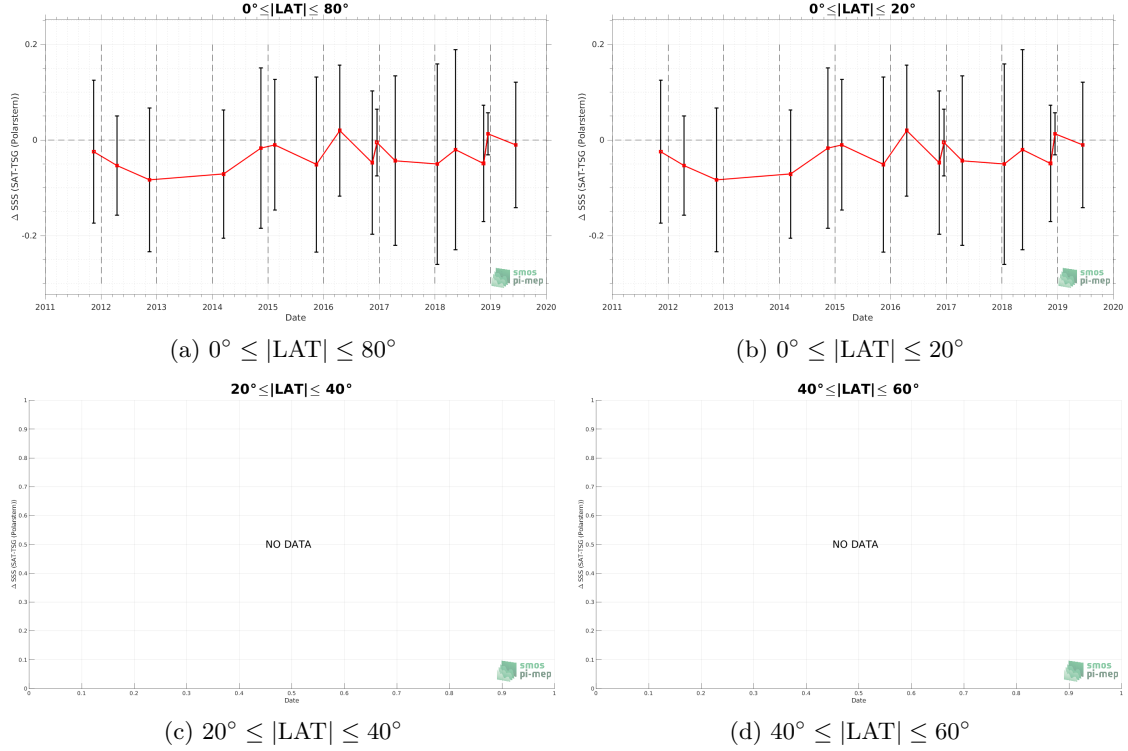 0°≤|LAT|≤ 80°
0.2
0
-0.2
Δ SSS (SAT-TSG (Polarstern))
smos
pi-mep
2011 2012 2013 2014 2015 2016 2017 2018 2019 2020
Date
(a) 0° ≤ |LAT| ≤ 80°
0°≤|LAT|≤ 20°
0.2
0
-0.2
Δ SSS (SAT-TSG (Polarstern))
smos
pi-mep
2011 2012 2013 2014 2015 2016 2017 2018 2019 2020
Date
(b) 0° ≤ |LAT| ≤ 20°
20°≤|LAT|≤ 40°
1
0.9
0.8
0.7
0.6
0.5
0.4
0.3
0.2
0.1
0
Δ SSS (SAT-TSG (Polarstern))
NO DATA
smos
pi-mep
0 0.1 0.2 0.3 0.4 0.5 0.6 0.7 0.8 0.9 1
Date
(c) 20° ≤ |LAT| ≤ 40°
40°≤|LAT|≤ 60°
1
0.9
0.8
0.7
0.6
0.5
0.4
0.3
0.2
0.1
0
Δ SSS (SAT-TSG (Polarstern))
NO DATA
smos
pi-mep
0 0.1 0.2 0.3 0.4 0.5 0.6 0.7 0.8 0.9 1
Date
(d) 40° ≤ |LAT| ≤ 60°